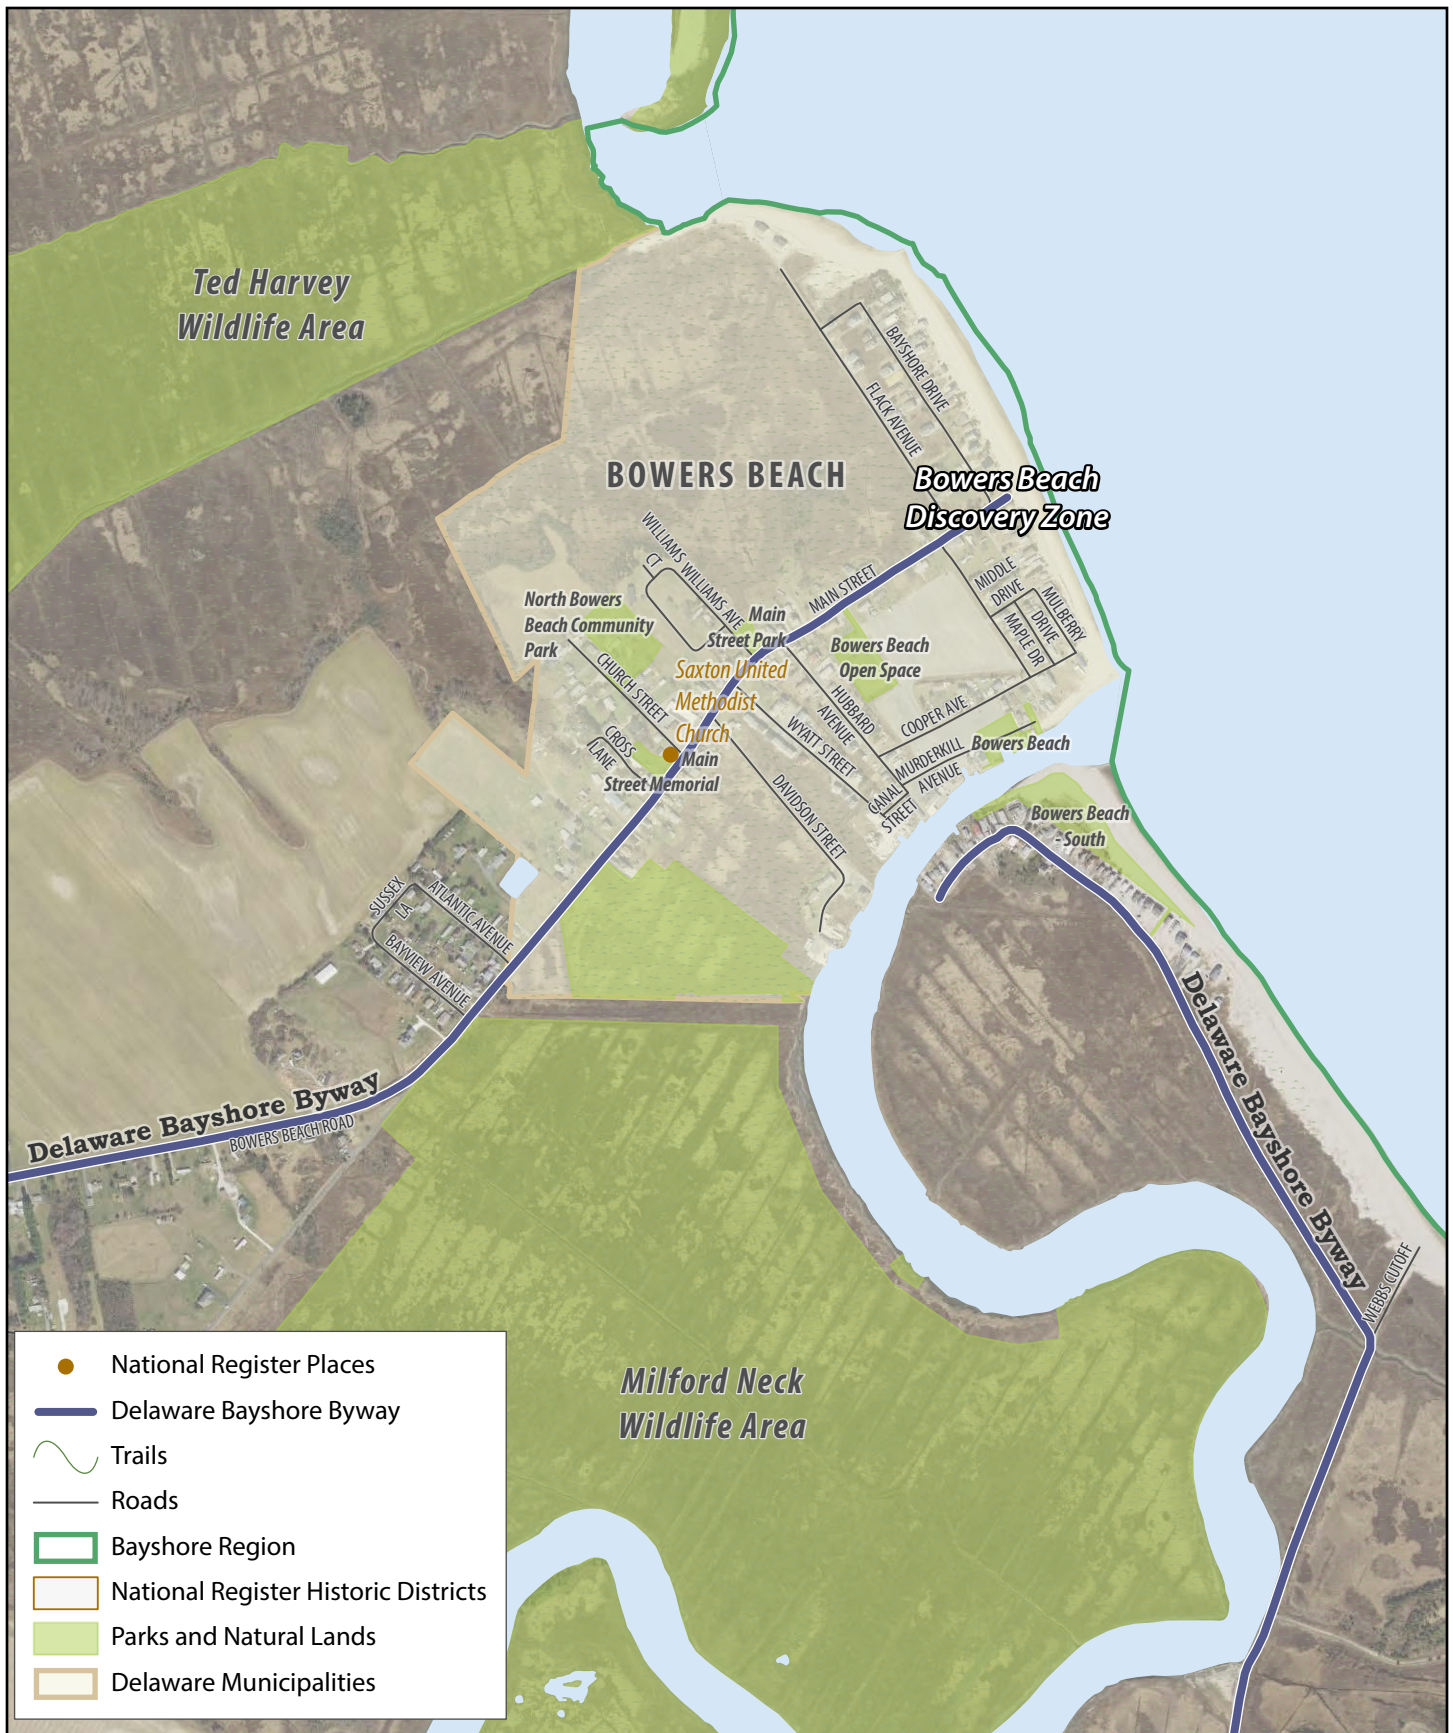 Ted Harvey
Wildlife Area
BAYSHORE DRIVE
FLACK AVENUE
BOWERS BEACH
Bowers Beach
Discovery Zone
WILLIAMS
WILLIAMS AVE
CT
MAIN STREET
MIDDLE
DRIVE
MULBERRY
DRIVE
MAPLE DR
North Bowers
Beach Community
Park
Main
Street Park
Bowers Beach
Open Space
Saxton United
Methodist
Church
CHURCH STREET
HUBBARD
AVENUE
COOPER AVE
WYATT STREET
CROSS
LANE
Main
Street Memorial
MURDERKILL
AVENUE
Bowers Beach
CANAL
STREET
DAVIDSON STREET
Bowers Beach
- South
SUSSEX
LA
ATLANTIC AVENUE
BAYVIEW AVENUE
Delaware Bayshore Byway
BOWERS BEACH ROAD
Delaware Bayshore Byway
WEBBS CUTOFF
Milford Neck
Wildlife Area
National Register Places
Delaware Bayshore Byway
Trails
Roads
Bayshore Region
National Register Historic Districts
Parks and Natural Lands
Delaware Municipalities